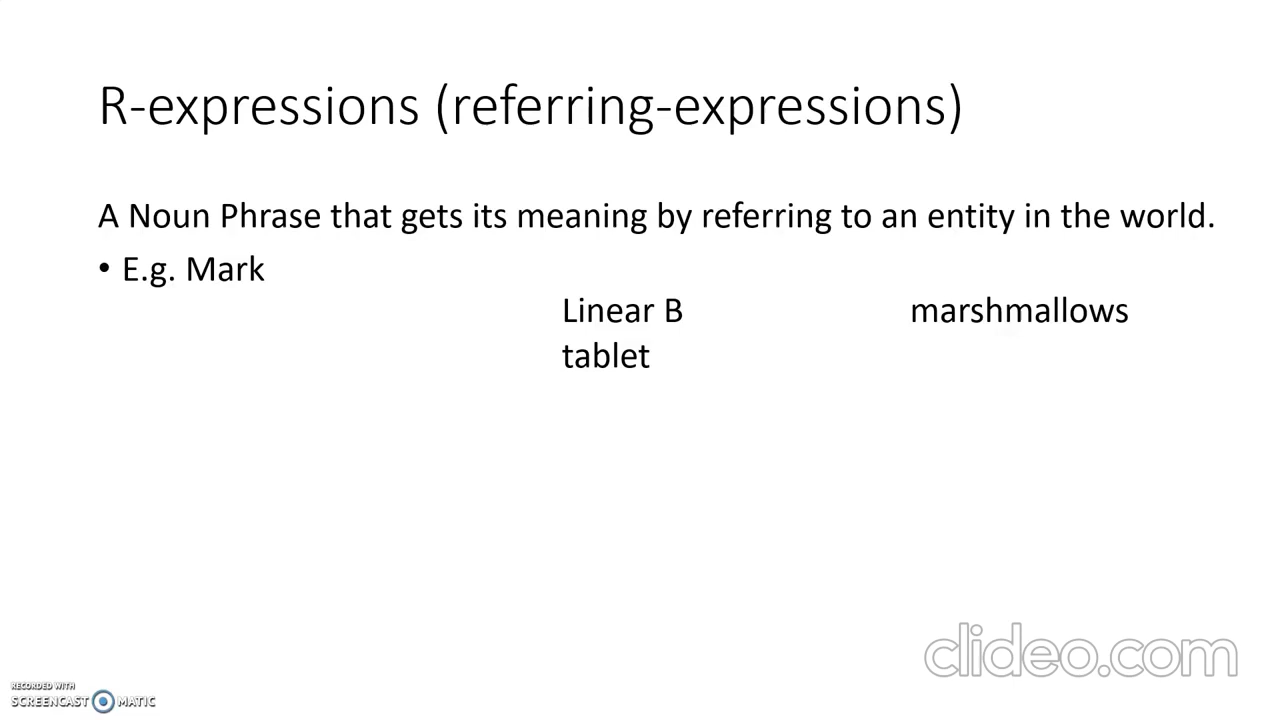 R-expressions (referring-expressions)
A Noun Phrase that gets its meaning by referring to an entity in the world.
• E.g. Mark
Linear B marshmallows
tablet
clideo.com
RECORDED WITH
SCREENCAST MATIC